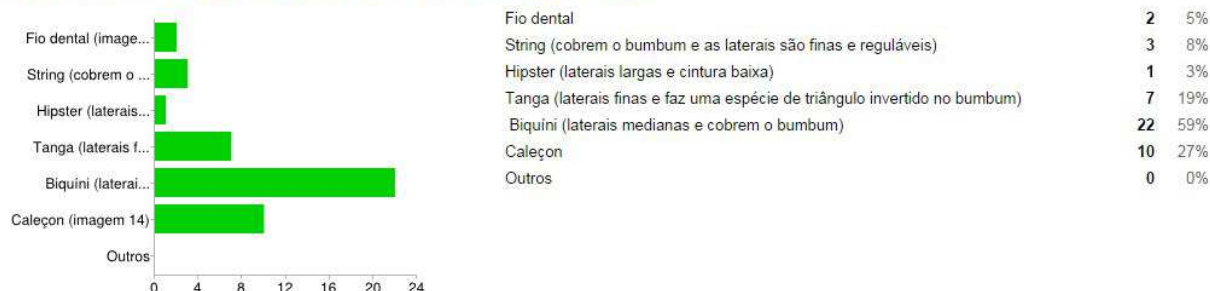 Fio dental (image...
String (cobrem o ...
Hipster (laterais...
Tanga (laterais f...
Biquíni (laterai...
Caleçon (imagem 14)
Outros
0 4 8 12 16 20 24
Fio dental 2 5%
String (cobrem o bumbum e as laterais são finas e reguláveis) 3 8%
Hipster (laterais largas e cintura baixa) 1 3%
Tanga (laterais finas e faz uma espécie de triângulo invertido no bumbum) 7 19%
Biquíni (laterais medianas e cobrem o bumbum) 22 59%
Caleçon 10 27%
Outros 0 0%